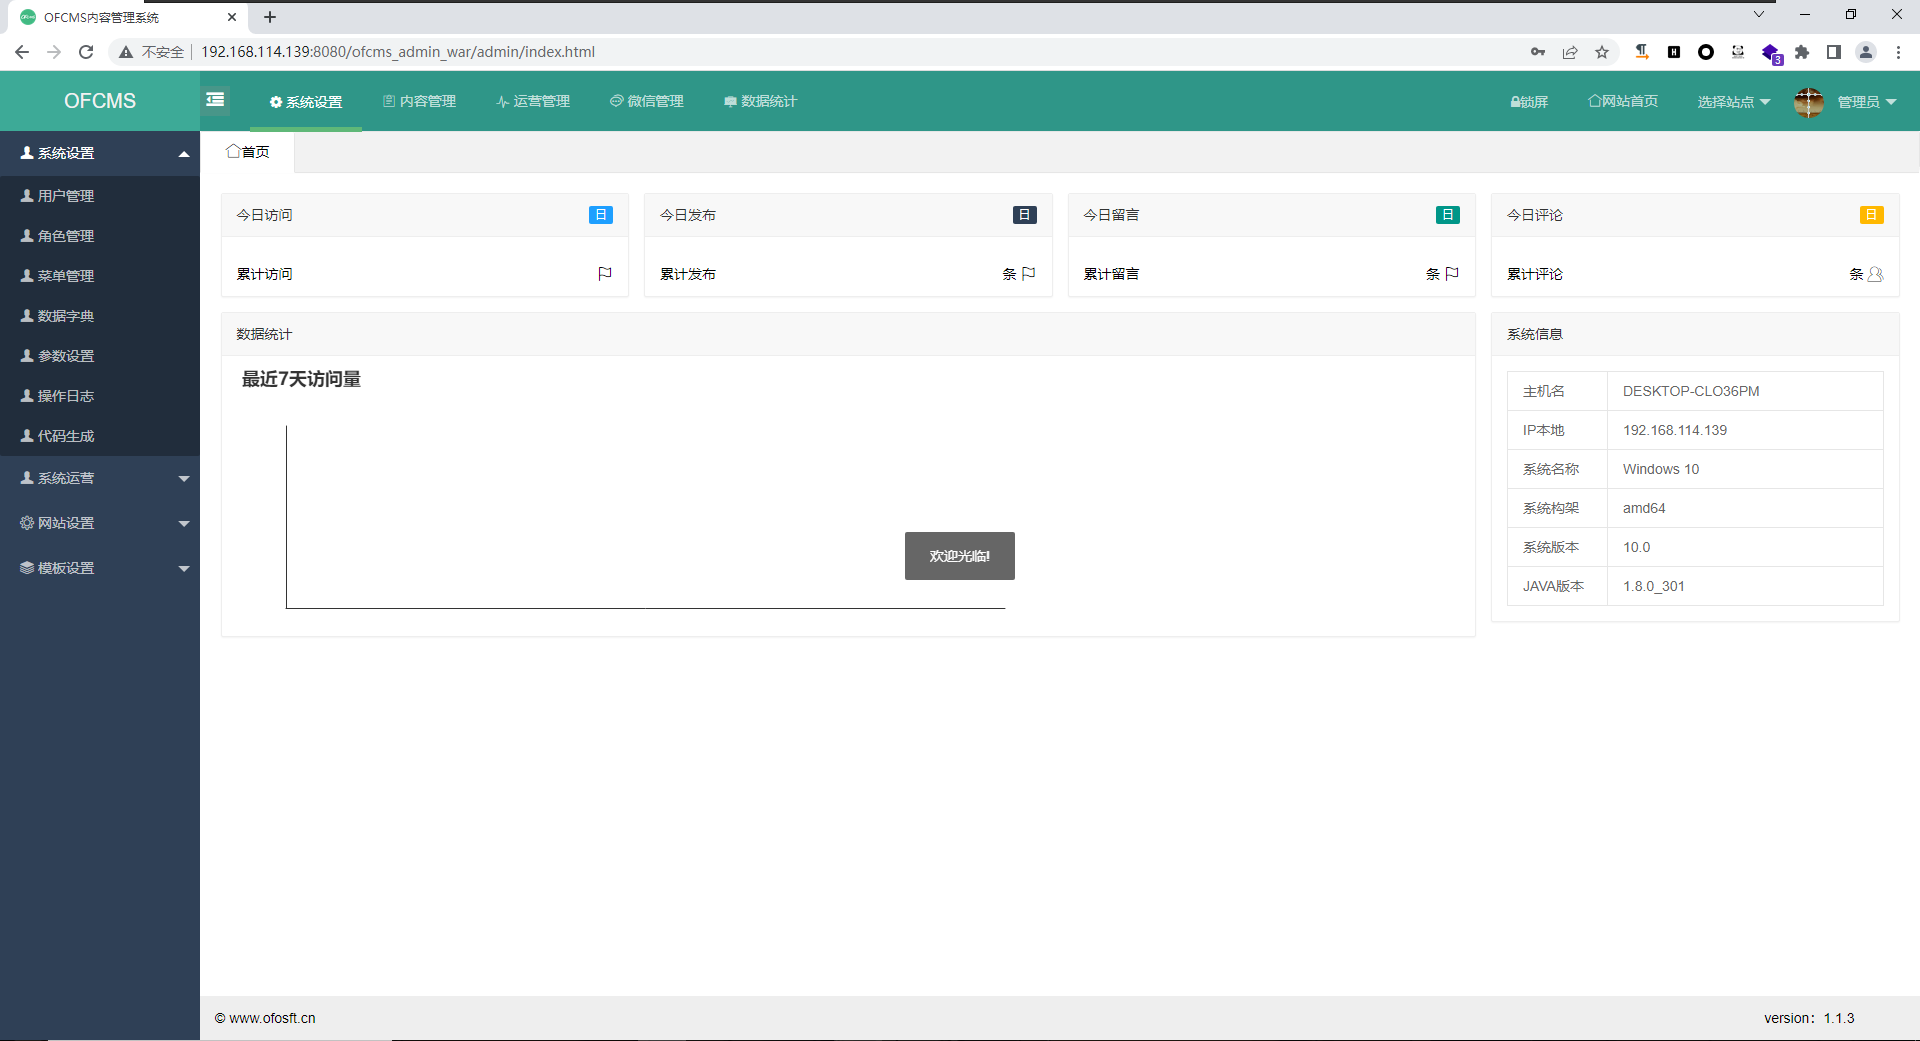 OFCMS内容管理系统
不安全 192.168.114.139:8080/ofcms_admin_war/admin/index.html
3
OFCMS 系统设置 内容管理 运营管理 微信管理 数据统计 锁屏 网站首页 选择站点 管理员
系统设置
用户管理
角色管理
菜单管理
数据字典
参数设置
操作日志
代码生成
系统运营
网站设置
模板设置
首页
今日访问 日
累计访问
今日发布 日
累计发布 条
今日留言 日
累计留言 条
今日评论 日
累计评论 条
数据统计
最近7天访问量
欢迎光临!
系统信息
主机名 DESKTOP-CLO36PM
IP本地 192.168.114.139
系统名称 Windows 10
系统构架 amd64
系统版本 10.0
JAVA版本 1.8.0_301
© www.ofosft.cn
version：1.1.3